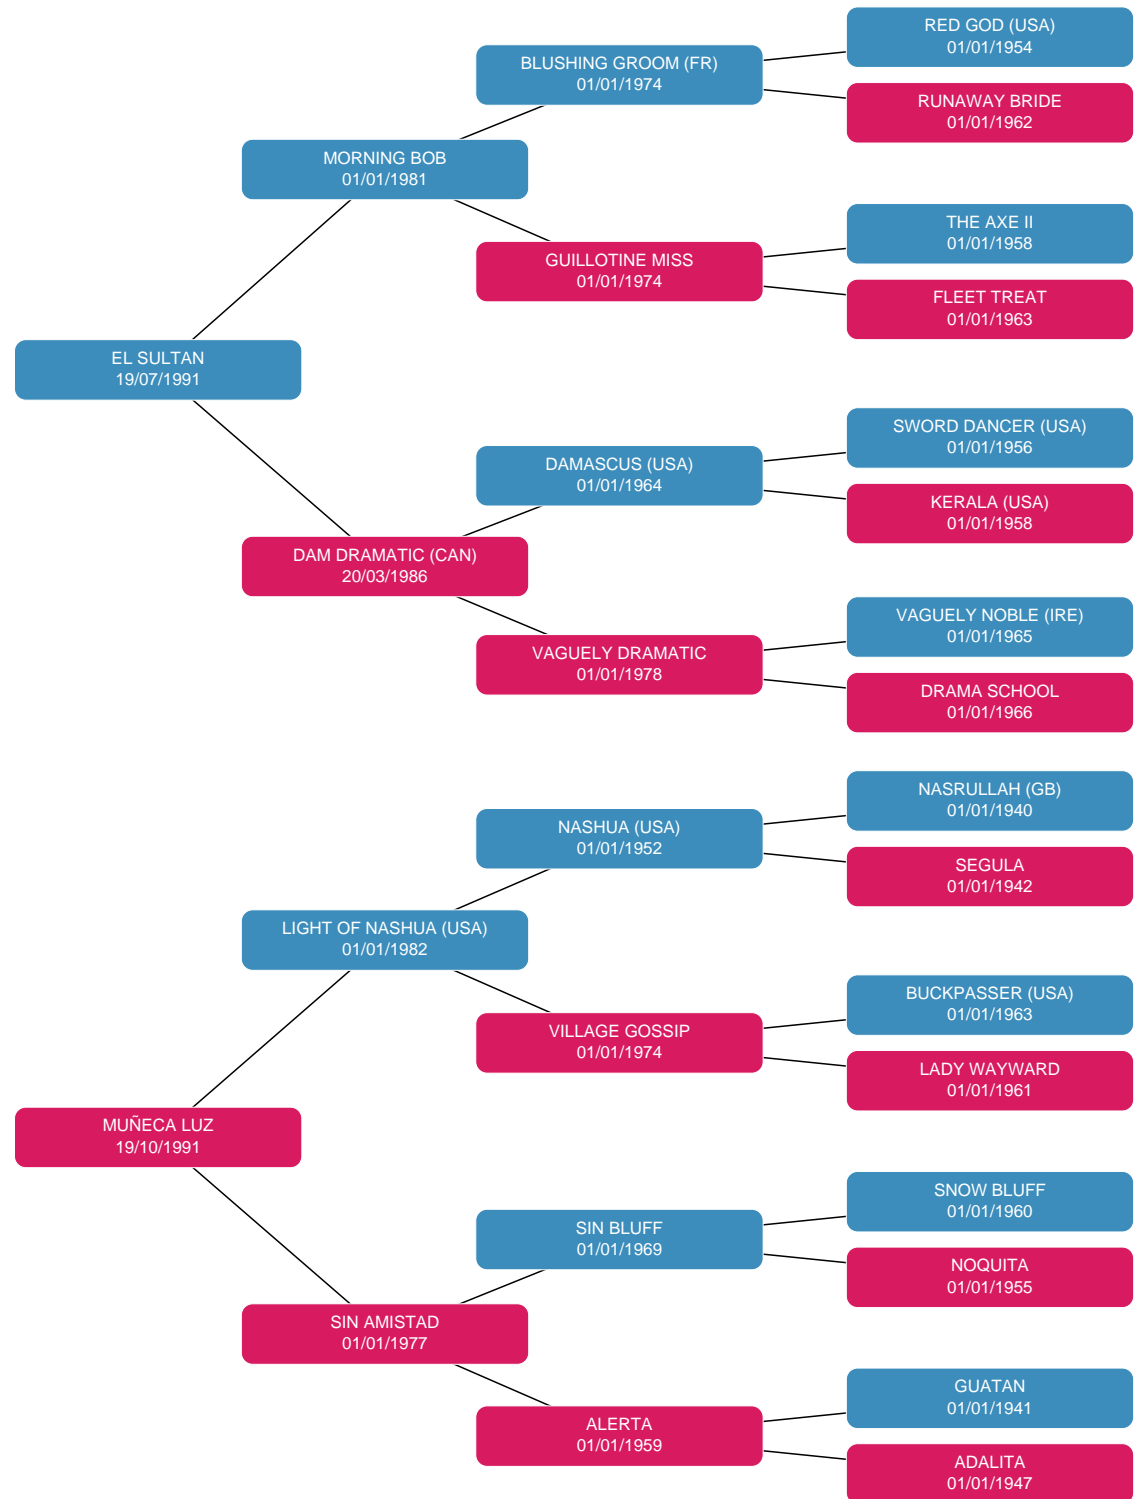 RED GOD (USA)
01/01/1954
BLUSHING GROOM (FR)
01/01/1974
RUNAWAY BRIDE
01/01/1962
MORNING BOB
01/01/1981
THE AXE II
01/01/1958
GUILLOTINE MISS
01/01/1974
FLEET TREAT
01/01/1963
EL SULTAN
19/07/1991
SWORD DANCER (USA)
01/01/1956
DAMASCUS (USA)
01/01/1964
KERALA (USA)
01/01/1958
DAM DRAMATIC (CAN)
20/03/1986
VAGUELY NOBLE (IRE)
01/01/1965
VAGUELY DRAMATIC
01/01/1978
DRAMA SCHOOL
01/01/1966
NASRULLAH (GB)
01/01/1940
NASHUA (USA)
01/01/1952
SEGULA
01/01/1942
LIGHT OF NASHUA (USA)
01/01/1982
BUCKPASSER (USA)
01/01/1963
VILLAGE GOSSIP
01/01/1974
LADY WAYWARD
01/01/1961
MUÑECA LUZ
19/10/1991
SNOW BLUFF
01/01/1960
SIN BLUFF
01/01/1969
NOQUITA
01/01/1955
SIN AMISTAD
01/01/1977
GUATAN
01/01/1941
ALERTA
01/01/1959
ADALITA
01/01/1947